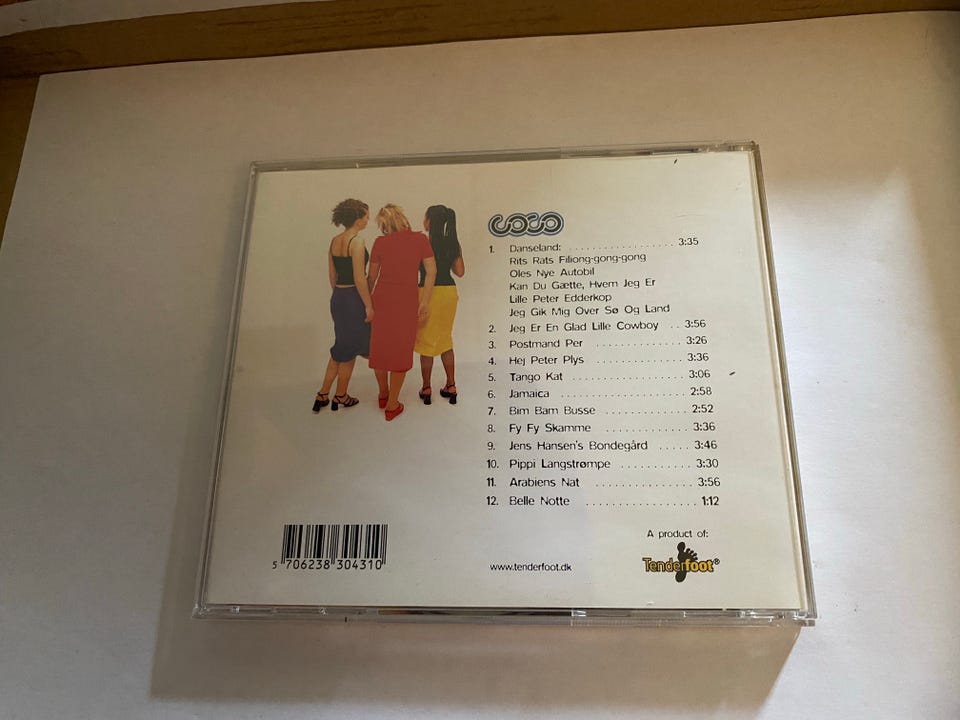 COCO
1. Danseland: .................. 3:35
Rits Rats Filiong-gong-gong
Oles Nye Autobil
Kan Du Gætte, Hvem Jeg Er
Lille Peter Edderkop
Jeg Gik Mig Over Sø Og Land
2. Jeg Er En Glad Lille Cowboy .. 3:56
3. Postmand Per .............. 3:26
4. Hej Peter Plys .............. 3:36
5. Tango Kat .................. 3:06
6. Jamaica .................... 2:58
7. Bim Bam Busse ............. 2:52
8. Fy Fy Skamme ............. 3:36
9. Jens Hansen's Bondegård ..... 3:46
10. Pippi Langstrømpe ........... 3:30
11. Arabiens Nat ................ 3:56
12. Belle Notte ................. 1:12
A product of:
Tenderfoot®
www.tenderfoot.dk
5 706238 304310